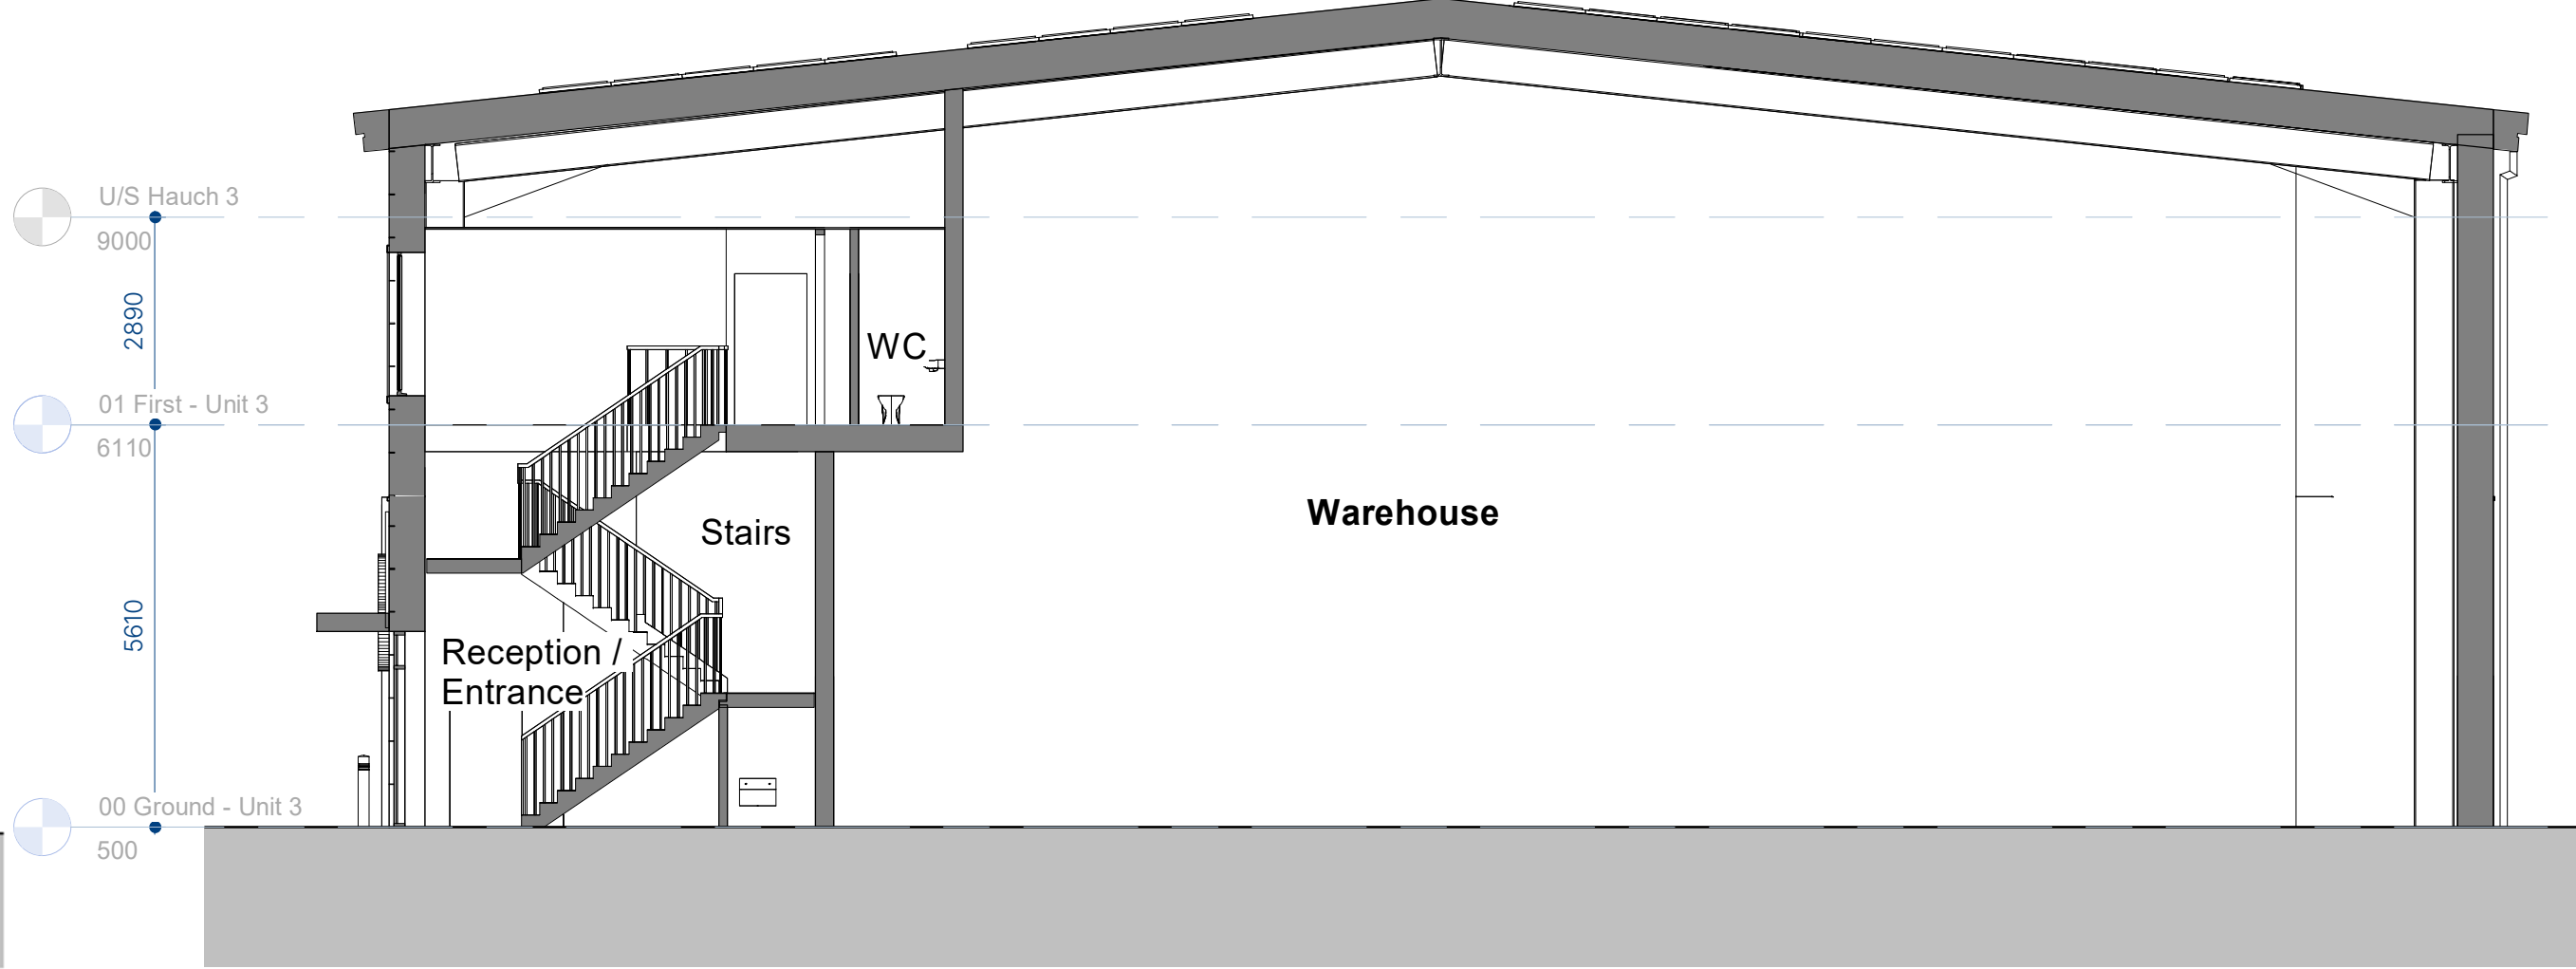 U/S Hauch 3
9000
2890
WC
01 First - Unit 3
6110
Warehouse
Stairs
5610
Reception /
Entrance
00 Ground - Unit 3
500